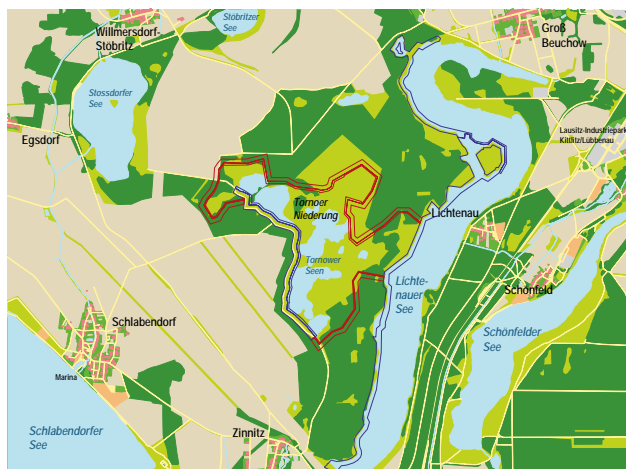 Stöbritzer
See
Willmersdorf-
Stöbritz
Groß
Beuchow
Stossdorfer
See
Egsdorf
Lausitz-Industriepark
Kittlitz/Lübbenau
Tornoer
Niederung
Lichtenau
Tornower
Seen
Lichte-
nauer
See
Schönfeld
Schlabendorf
Schönfelder
See
Marina
Schlabendorfer
See
Zinnitz